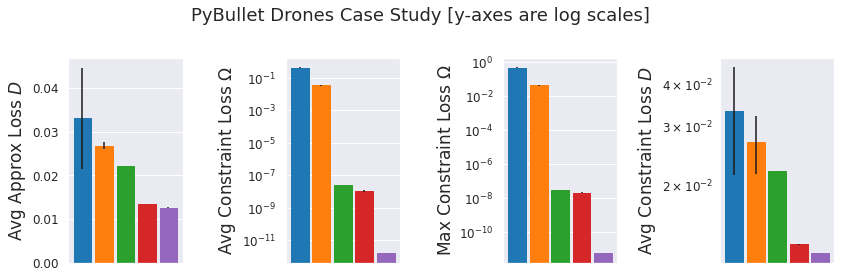 PyBullet Drones Case Study [y-axes are log scales]
Avg Approx Loss D
0.04
0.03
0.02
0.01
0.00
Avg Constraint Loss Ω
10⁻¹
10⁻³
10⁻⁵
10⁻⁷
10⁻⁹
10⁻¹¹
Max Constraint Loss Ω
10⁰
10⁻²
10⁻⁴
10⁻⁶
10⁻⁸
10⁻¹⁰
Avg Constraint Loss D
4 × 10⁻²
3 × 10⁻²
2 × 10⁻²